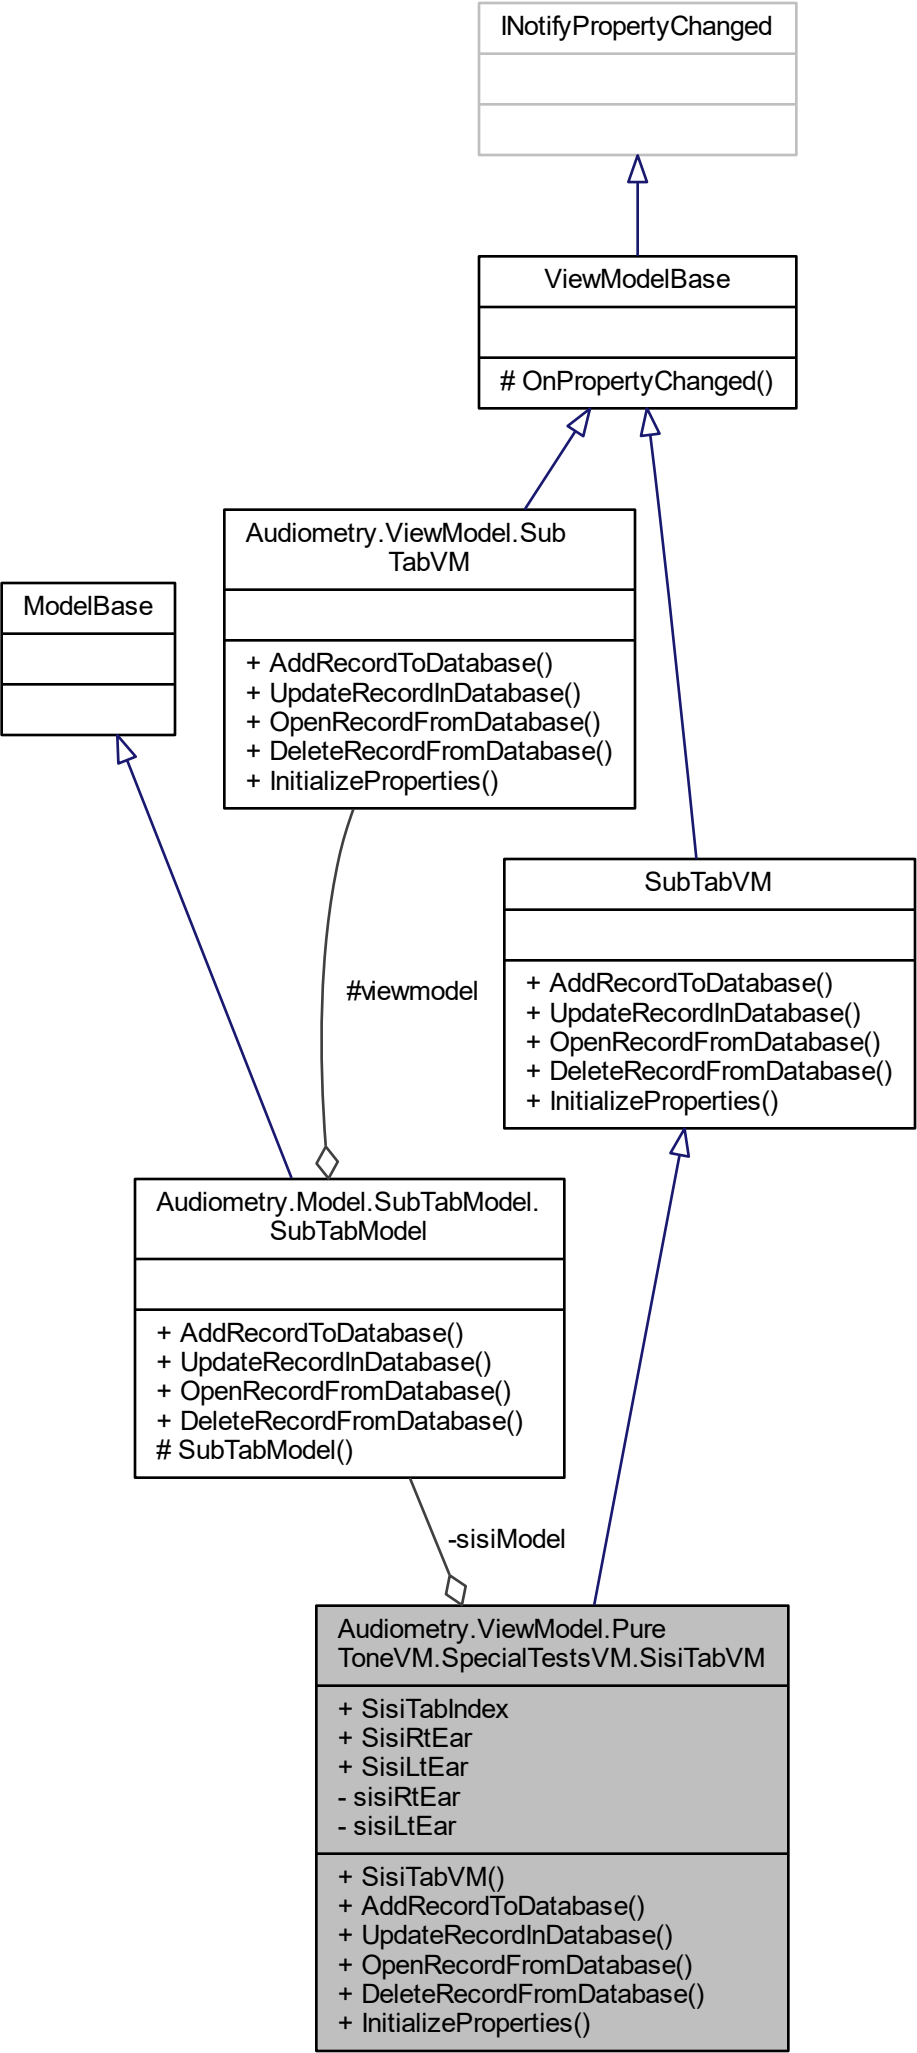 INotifyPropertyChanged
ViewModelBase
# OnPropertyChanged()
Audiometry.ViewModel.Sub
TabVM
+ AddRecordToDatabase()
+ UpdateRecordInDatabase()
+ OpenRecordFromDatabase()
+ DeleteRecordFromDatabase()
+ InitializeProperties()
ModelBase
SubTabVM
+ AddRecordToDatabase()
+ UpdateRecordInDatabase()
+ OpenRecordFromDatabase()
+ DeleteRecordFromDatabase()
+ InitializeProperties()
#viewmodel
Audiometry.Model.SubTabModel.
SubTabModel
+ AddRecordToDatabase()
+ UpdateRecordInDatabase()
+ OpenRecordFromDatabase()
+ DeleteRecordFromDatabase()
# SubTabModel()
-sisiModel
Audiometry.ViewModel.Pure
ToneVM.SpecialTestsVM.SisiTabVM
+ SisiTabIndex
+ SisiRtEar
+ SisiLtEar
- sisiRtEar
- sisiLtEar
+ SisiTabVM()
+ AddRecordToDatabase()
+ UpdateRecordInDatabase()
+ OpenRecordFromDatabase()
+ DeleteRecordFromDatabase()
+ InitializeProperties()